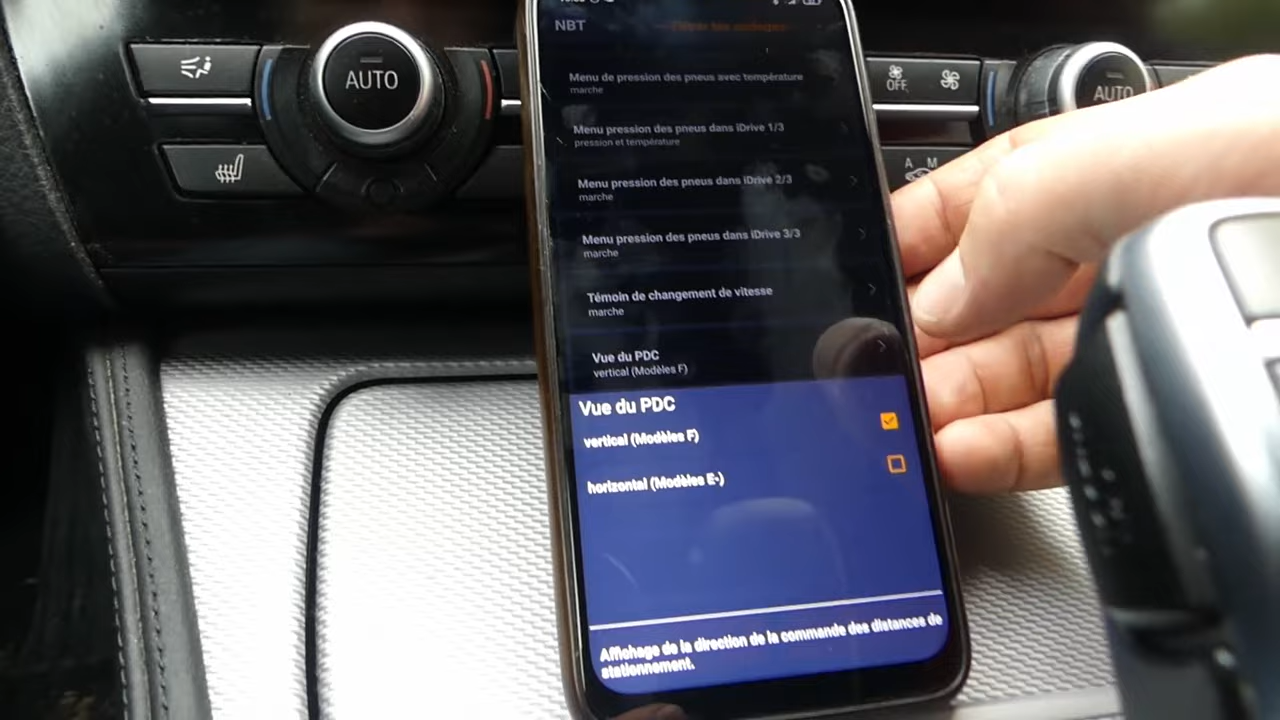 NBT
Menu de pression des pneus avec température
marche
Menu pression des pneus dans iDrive 1/3
pression et température
Menu pression des pneus dans iDrive 2/3
marche
Menu pression des pneus dans iDrive 3/3
marche
Témoin de changement de vitesse
marche
Vue du PDC
vertical (Modèles F)
Vue du PDC
vertical (Modèles F)
horizontal (Modèles E-)
Affichage de la direction de la commande des distances de
stationnement.
AUTO
OFF
AUTO
A M